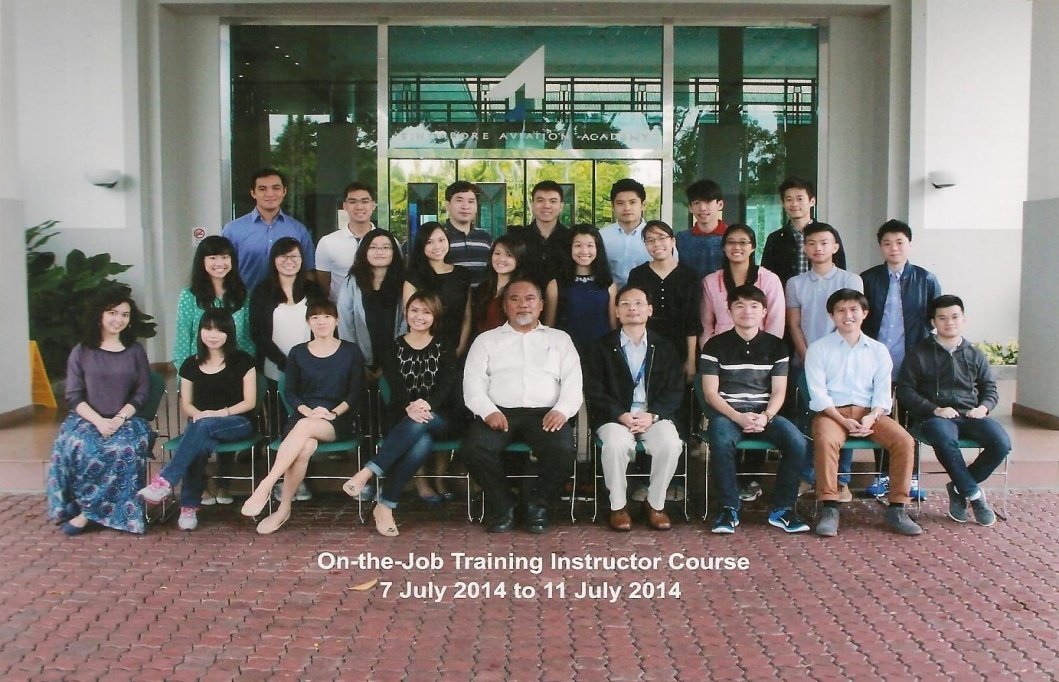 SINGAPORE AVIATION ACADEMY
On-the-Job Training Instructor Course
7 July 2014 to 11 July 2014